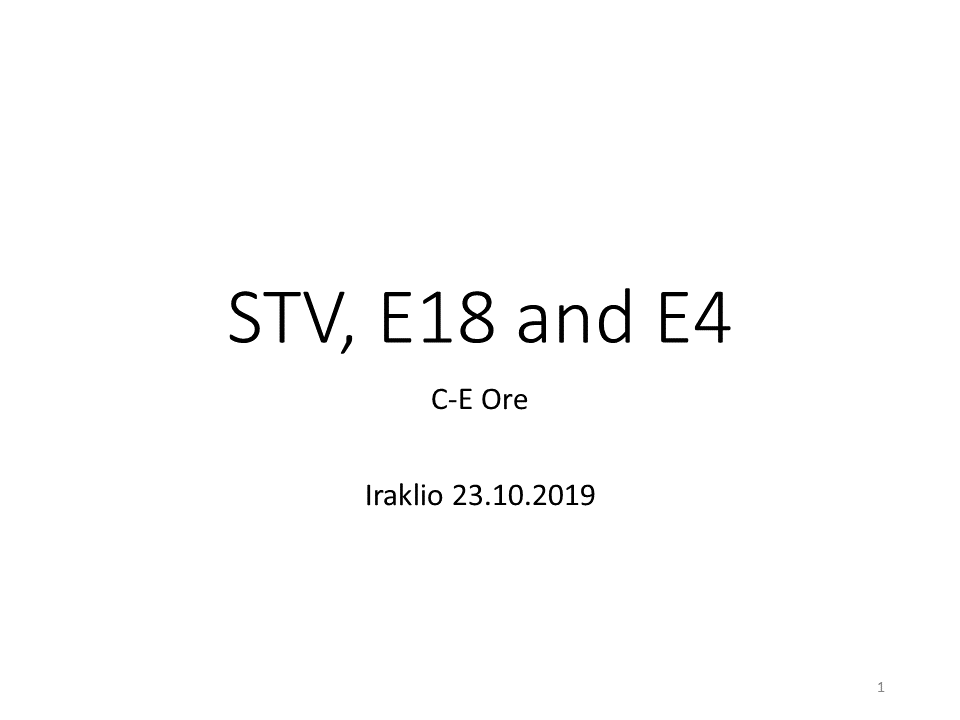 STV, E18 and E4
C-E Ore
Iraklio 23.10.2019
1